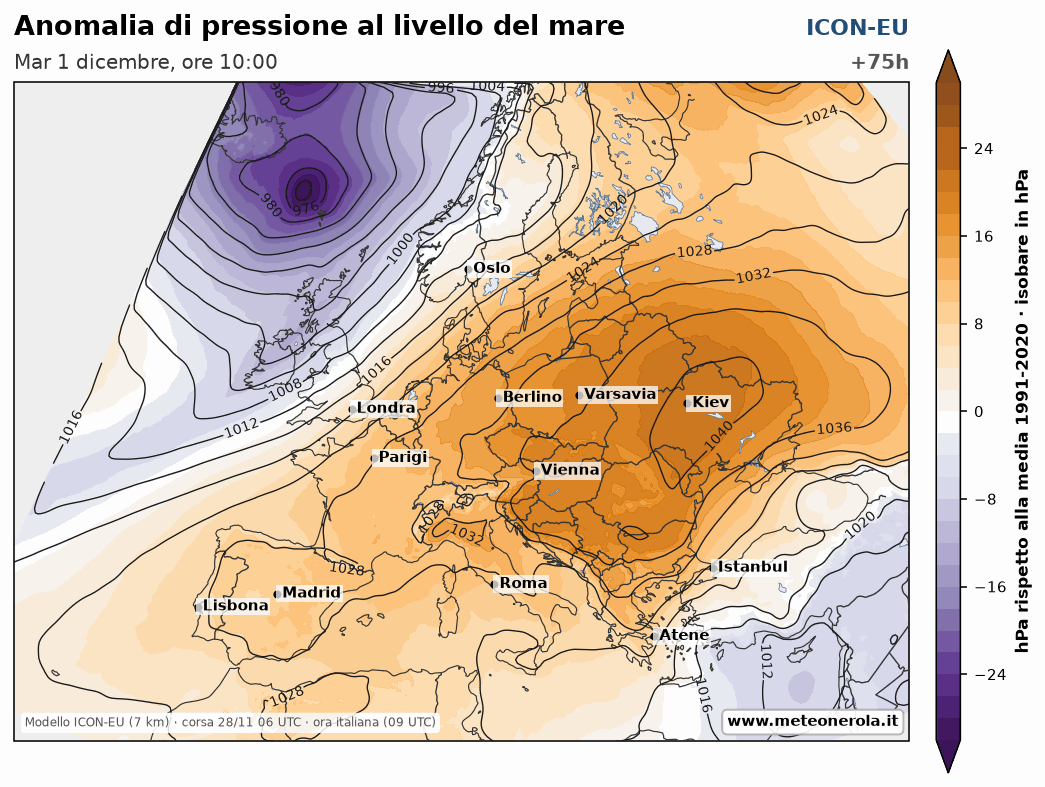 Anomalia di pressione al livello del mare
ICON-EU
Mar 1 dicembre, ore 10:00
+75h
980
996
1004
1024
980
976
1000
1020
Oslo
1024
1028
1032
1016
1008
Londra
Berlino
Varsavia
Kiev
1016
1012
1040
1036
Parigi
Vienna
1028
1032
1020
1028
Istanbul
Roma
Madrid
Lisbona
Atene
1012
1016
1028
Modello ICON-EU (7 km) · corsa 28/11 06 UTC · ora italiana (09 UTC)
www.meteonerola.it
24
16
8
0
−8
−16
−24
hPa rispetto alla media 1991-2020 · isobare in hPa